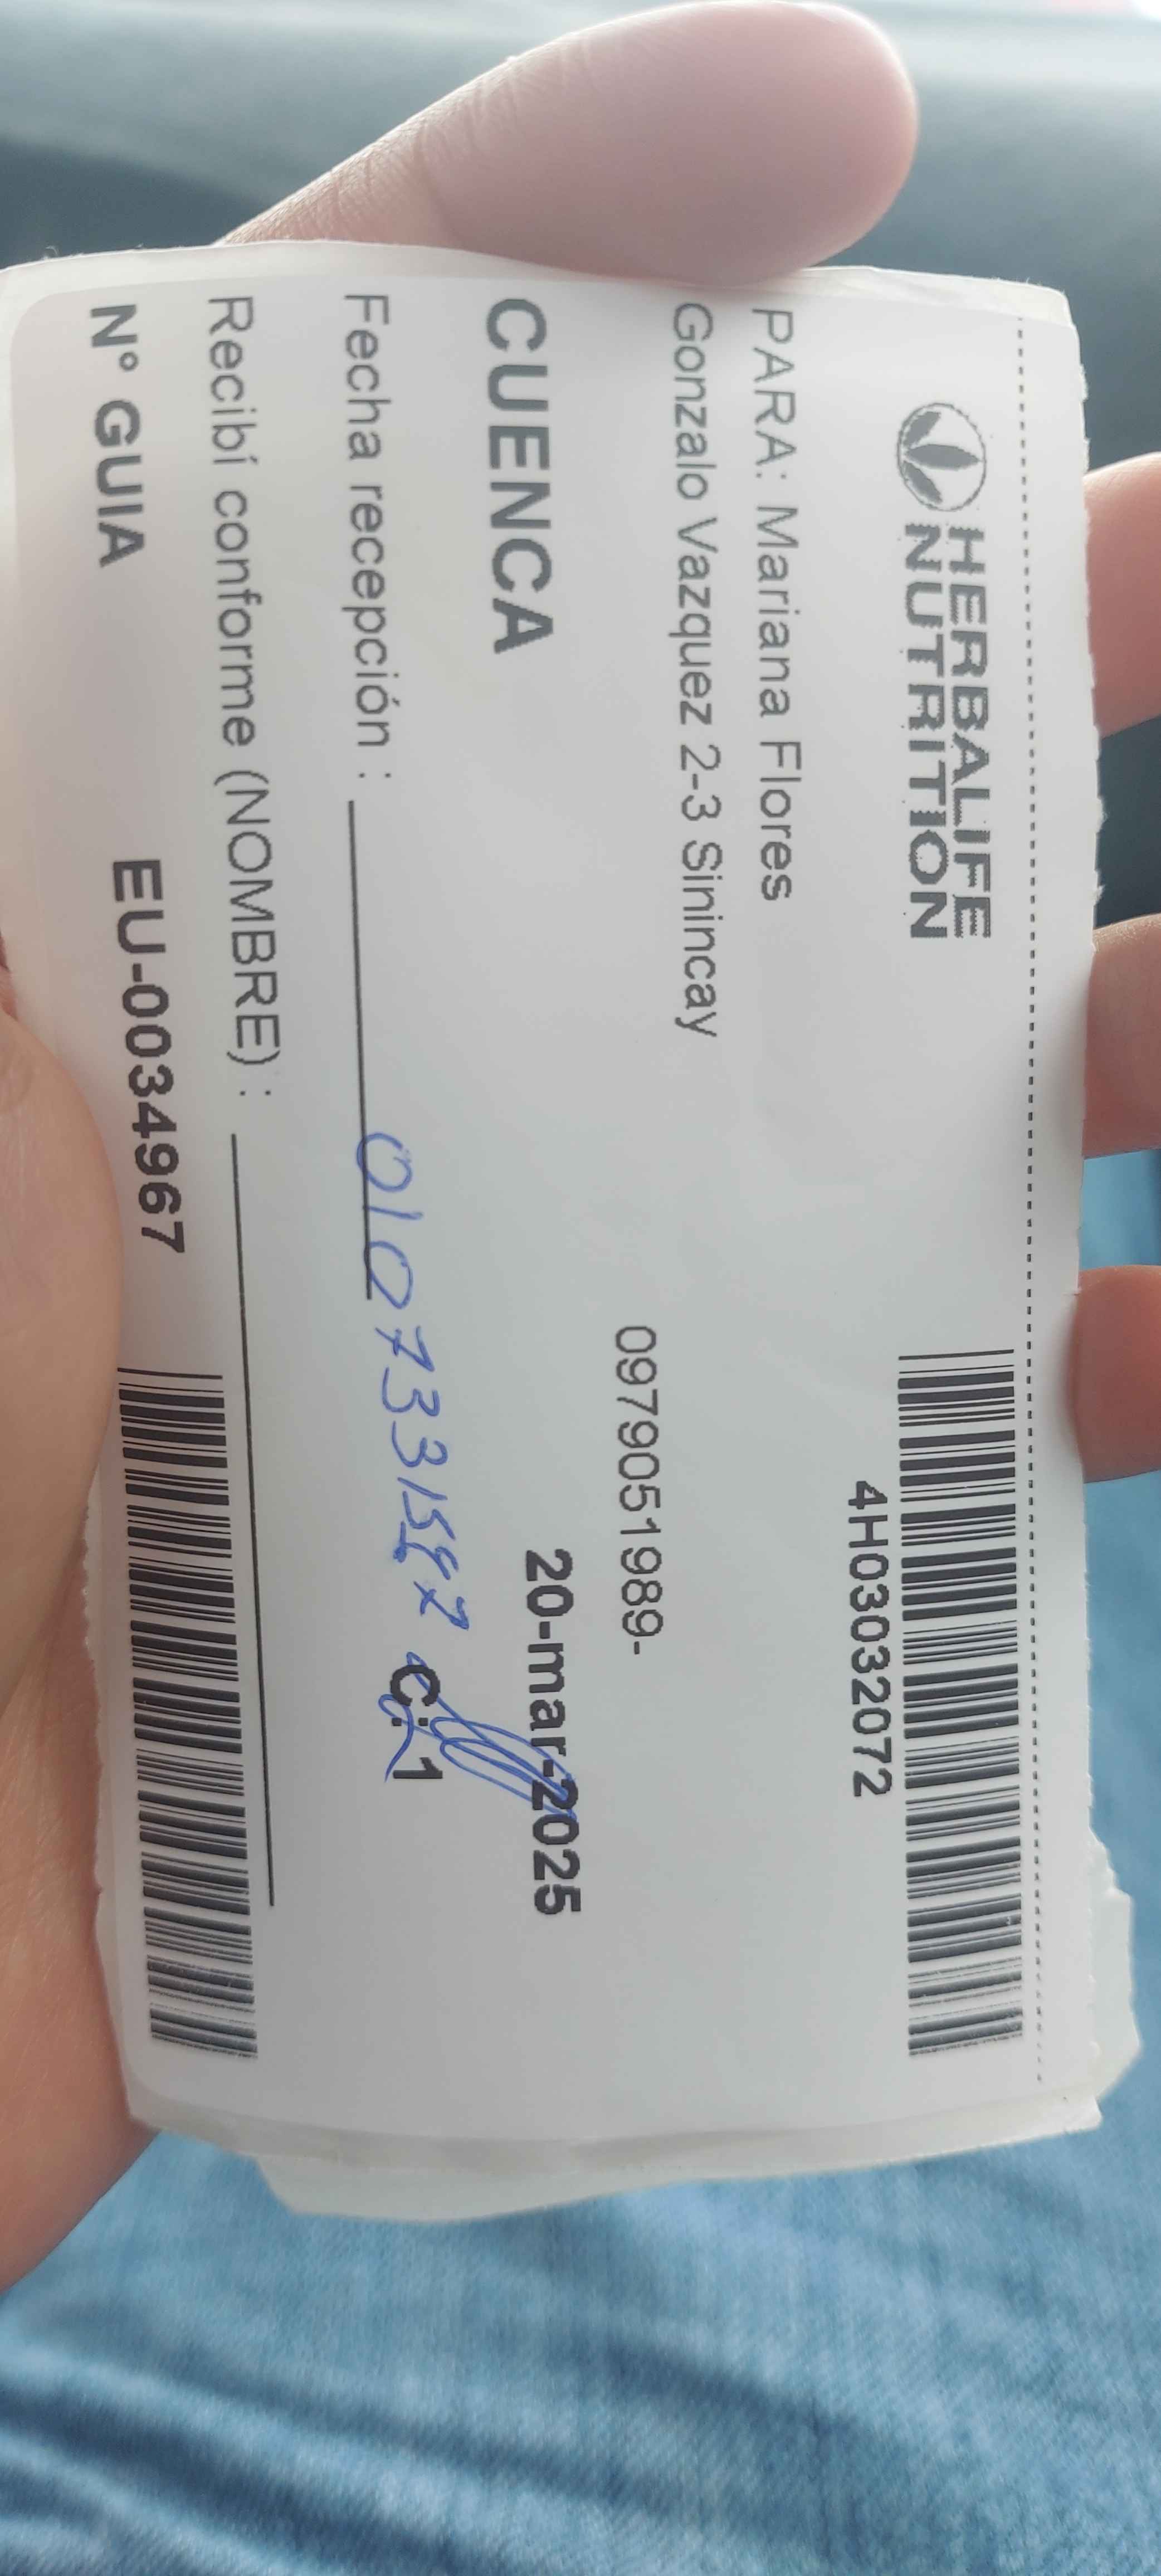 HERBALIFE
NUTRITION
4H03032072
PARA: Mariana Flores
Gonzalo Vazquez 2-3 Sinincay
0979051989-
CUENCA
20-mar-2025
Fecha recepción :
C:1
Recibí conforme (NOMBRE) :
N° GUIA EU-0034967